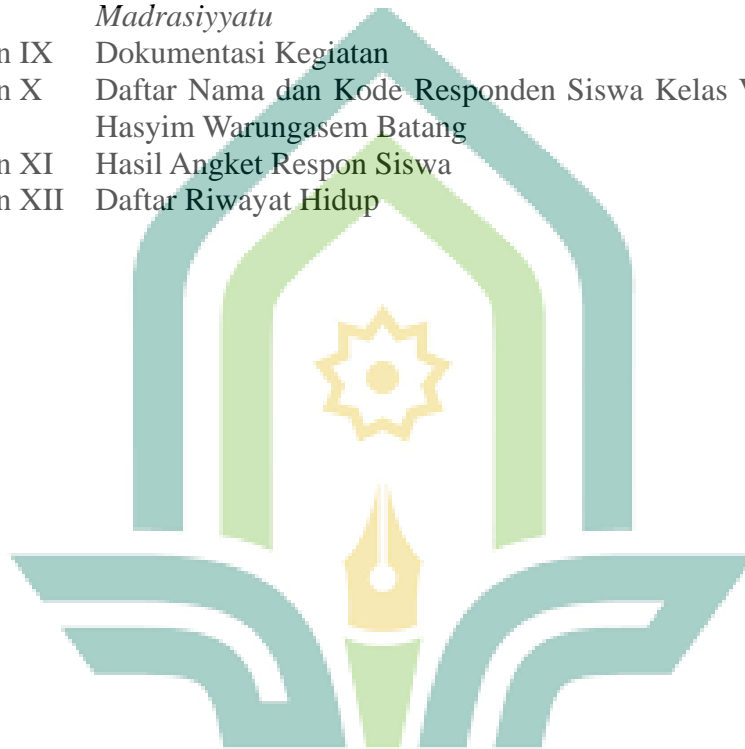 Madrasiyyatu
n IX Dokumentasi Kegiatan
n X Daftar Nama dan Kode Responden Siswa Kelas V
Hasyim Warungasem Batang
n XI Hasil Angket Respon Siswa
n XII Daftar Riwayat Hidup